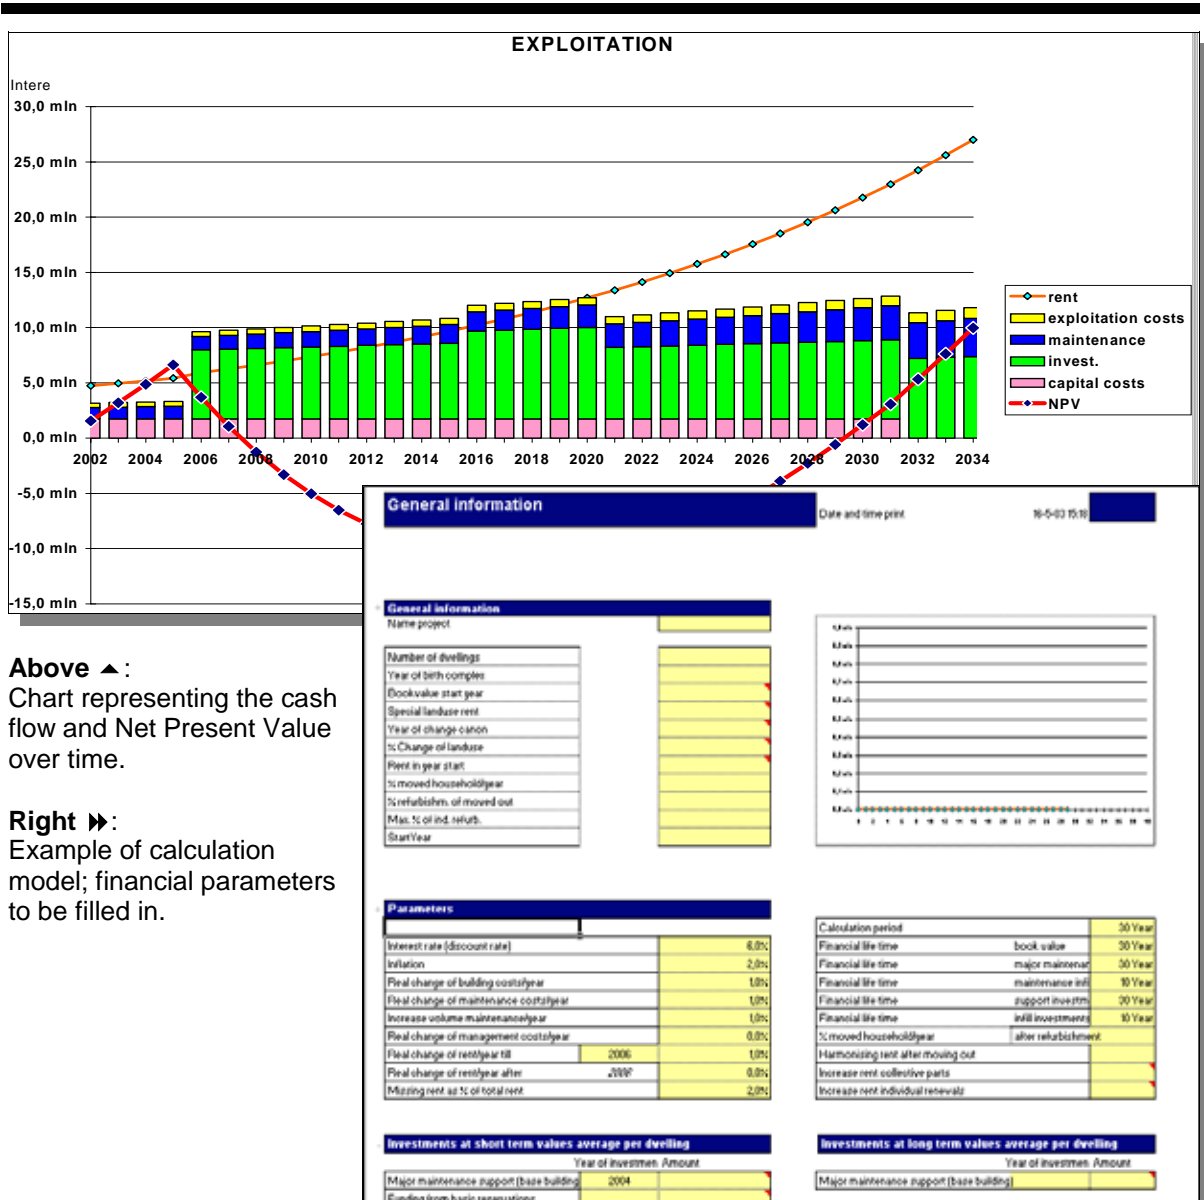 EXPLOITATION
Intere
30,0 mln
25,0 mln
20,0 mln
15,0 mln
10,0 mln
5,0 mln
0,0 mln
-5,0 mln
-10,0 mln
-15,0 mln
2002 2004 2006 2008 2010 2012 2014 2016 2018 2020 2022 2024 2026 2028 2030 2032 2034
rent
exploitation costs
maintenance
invest.
capital costs
NPV
General information
Date and time print 16-5-03 15:18
General information
Name project
Number of dwellings
Year of birth complex
Bookvalue start year
Special landuse rent
Year of change canon
% Change of landuse
Rent in year start
% moved household/year
% refurbishm. of moved out
Max. % of ind. refurb.
StartYear
Above :
Chart representing the cash
flow and Net Present Value
over time.
Right :
Example of calculation
model; financial parameters
to be filled in.
Parameters
Interest rate (discount rate) 6,0%
Inflation 2,0%
Real change of building costs/year 1,0%
Real change of maintenance costs/year 1,0%
Increase volume maintenance/year 1,0%
Real change of management costs/year 0,0%
Real change of rent/year till 2006 1,0%
Real change of rent/year after 2006 0,0%
Missing rent as % of total rent 2,0%
Calculation period 30 Year
Financial life time book value 30 Year
Financial life time major maintenan 30 Year
Financial life time maintenance infi 10 Year
Financial life time support investm 30 Year
Financial life time infill investments 10 Year
% moved household/year after refurbishment
Harmonising rent after moving out
Increase rent collective parts
Increase rent individual renewals
Investments at short term values average per dwelling
Year of investmen Amount
Major maintenance support (base building 2004
Funding from basic reservations
Investments at long term values average per dwelling
Year of investmen Amount
Major maintenance support (base building)